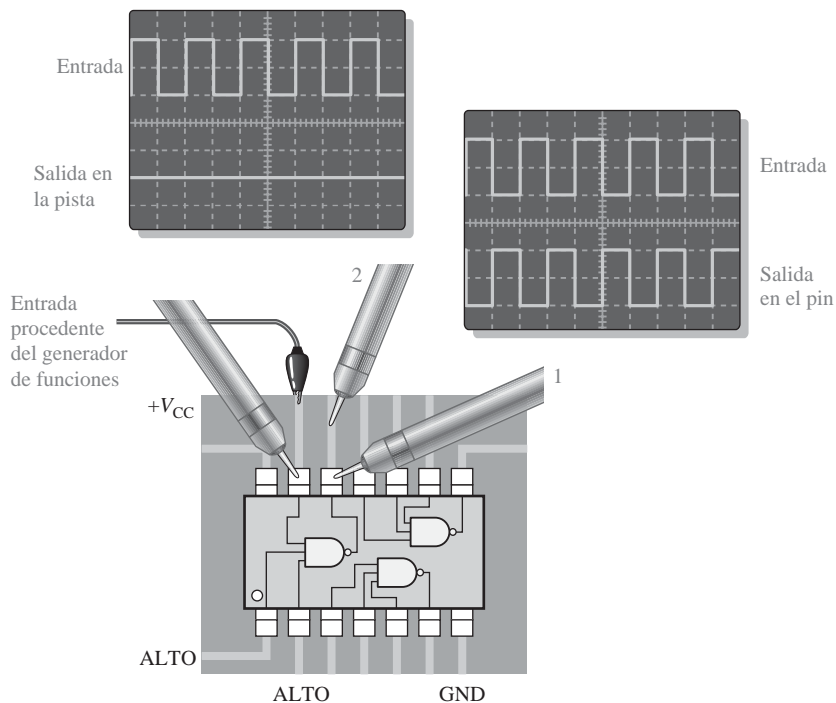 Entrada
Salida en
la pista
Entrada
Salida
en el pin
Entrada
procedente
del generador
de funciones
2
1
+VCC
ALTO
ALTO
GND